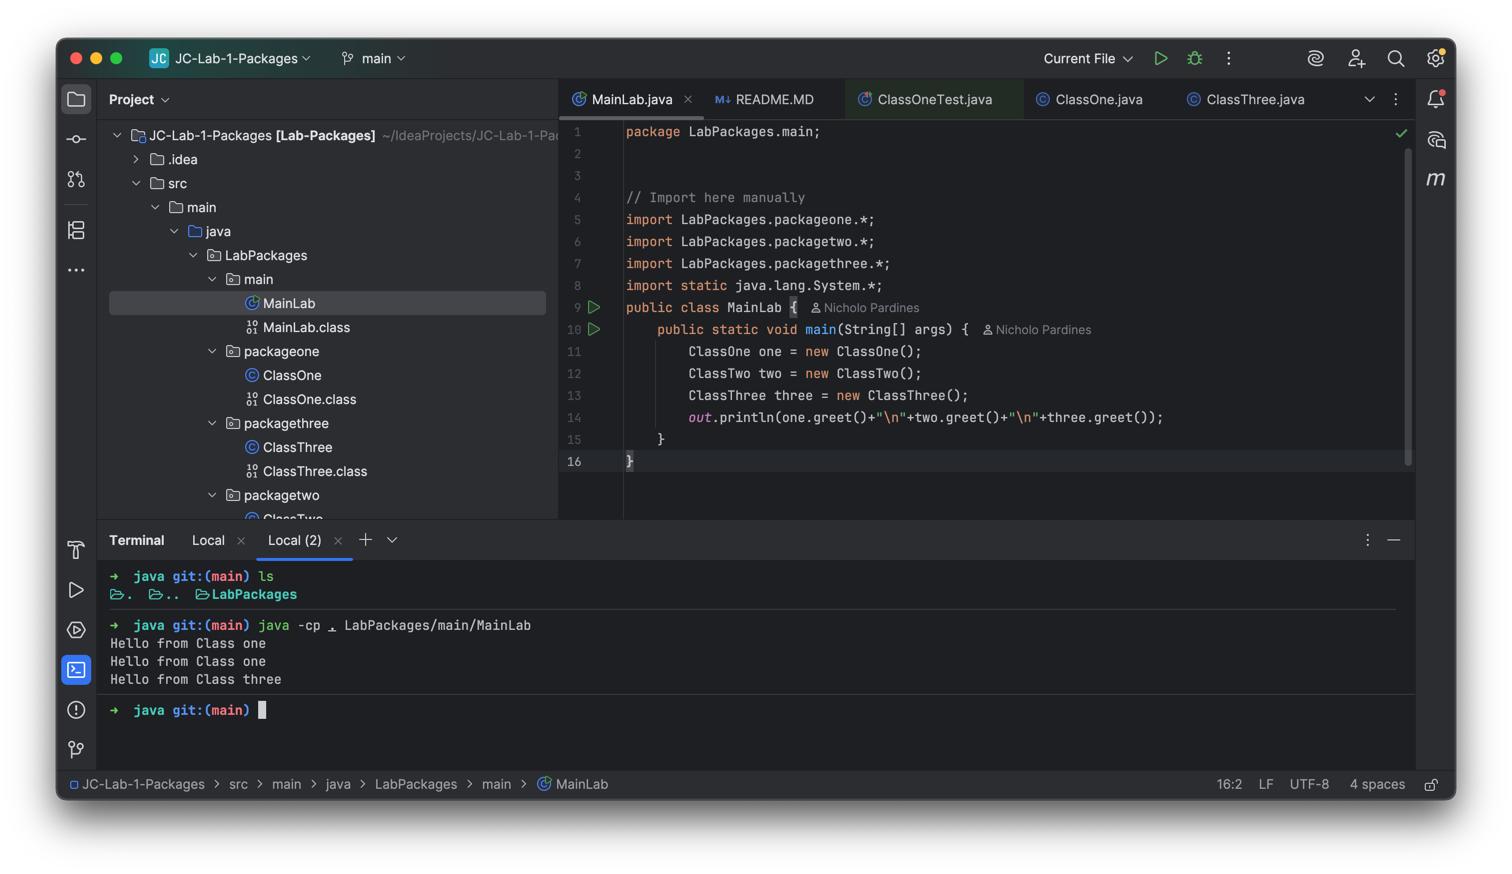 JC JC-Lab-1-Packages main Current File
Project
MainLab.java README.MD ClassOneTest.java ClassOne.java ClassThree.java
JC-Lab-1-Packages [Lab-Packages] ~/IdeaProjects/JC-Lab-1-Pac
.idea
src
main
java
LabPackages
main
MainLab
MainLab.class
packageone
ClassOne
ClassOne.class
packagethree
ClassThree
ClassThree.class
packagetwo
ClassTwo
1 package LabPackages.main;
2
3
4 // Import here manually
5 import LabPackages.packageone.*;
6 import LabPackages.packagetwo.*;
7 import LabPackages.packagethree.*;
8 import static java.lang.System.*;
9 public class MainLab { Nicholo Pardines
10 public static void main(String[] args) { Nicholo Pardines
11 ClassOne one = new ClassOne();
12 ClassTwo two = new ClassTwo();
13 ClassThree three = new ClassThree();
14 out.println(one.greet()+"\n"+two.greet()+"\n"+three.greet());
15 }
16 }
m
Terminal Local Local (2)
➜ java git:(main) ls
. .. LabPackages
➜ java git:(main) java -cp . LabPackages/main/MainLab
Hello from Class one
Hello from Class one
Hello from Class three
➜ java git:(main)
JC-Lab-1-Packages > src > main > java > LabPackages > main > MainLab 16:2 LF UTF-8 4 spaces